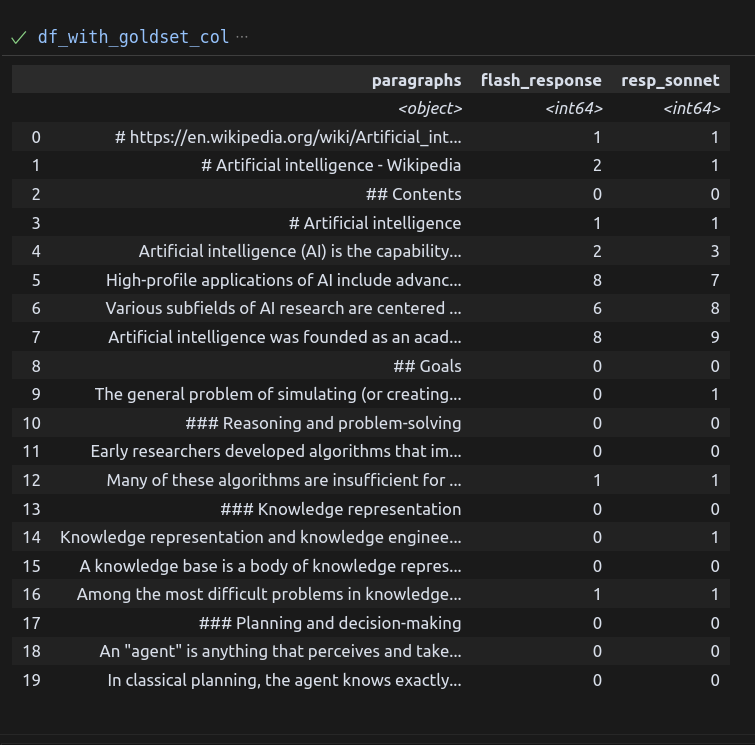 df_with_goldset_col ...
paragraphs flash_response resp_sonnet
<object> <int64> <int64>
0 # https://en.wikipedia.org/wiki/Artificial_int... 1 1
1 # Artificial intelligence - Wikipedia 2 1
2 ## Contents 0 0
3 # Artificial intelligence 1 1
4 Artificial intelligence (AI) is the capability... 2 3
5 High-profile applications of AI include advanc... 8 7
6 Various subfields of AI research are centered ... 6 8
7 Artificial intelligence was founded as an acad... 8 9
8 ## Goals 0 0
9 The general problem of simulating (or creating... 0 1
10 ### Reasoning and problem-solving 0 0
11 Early researchers developed algorithms that im... 0 0
12 Many of these algorithms are insufficient for ... 1 1
13 ### Knowledge representation 0 0
14 Knowledge representation and knowledge enginee... 0 1
15 A knowledge base is a body of knowledge repres... 0 0
16 Among the most difficult problems in knowledge... 1 1
17 ### Planning and decision-making 0 0
18 An "agent" is anything that perceives and take... 0 0
19 In classical planning, the agent knows exactly... 0 0